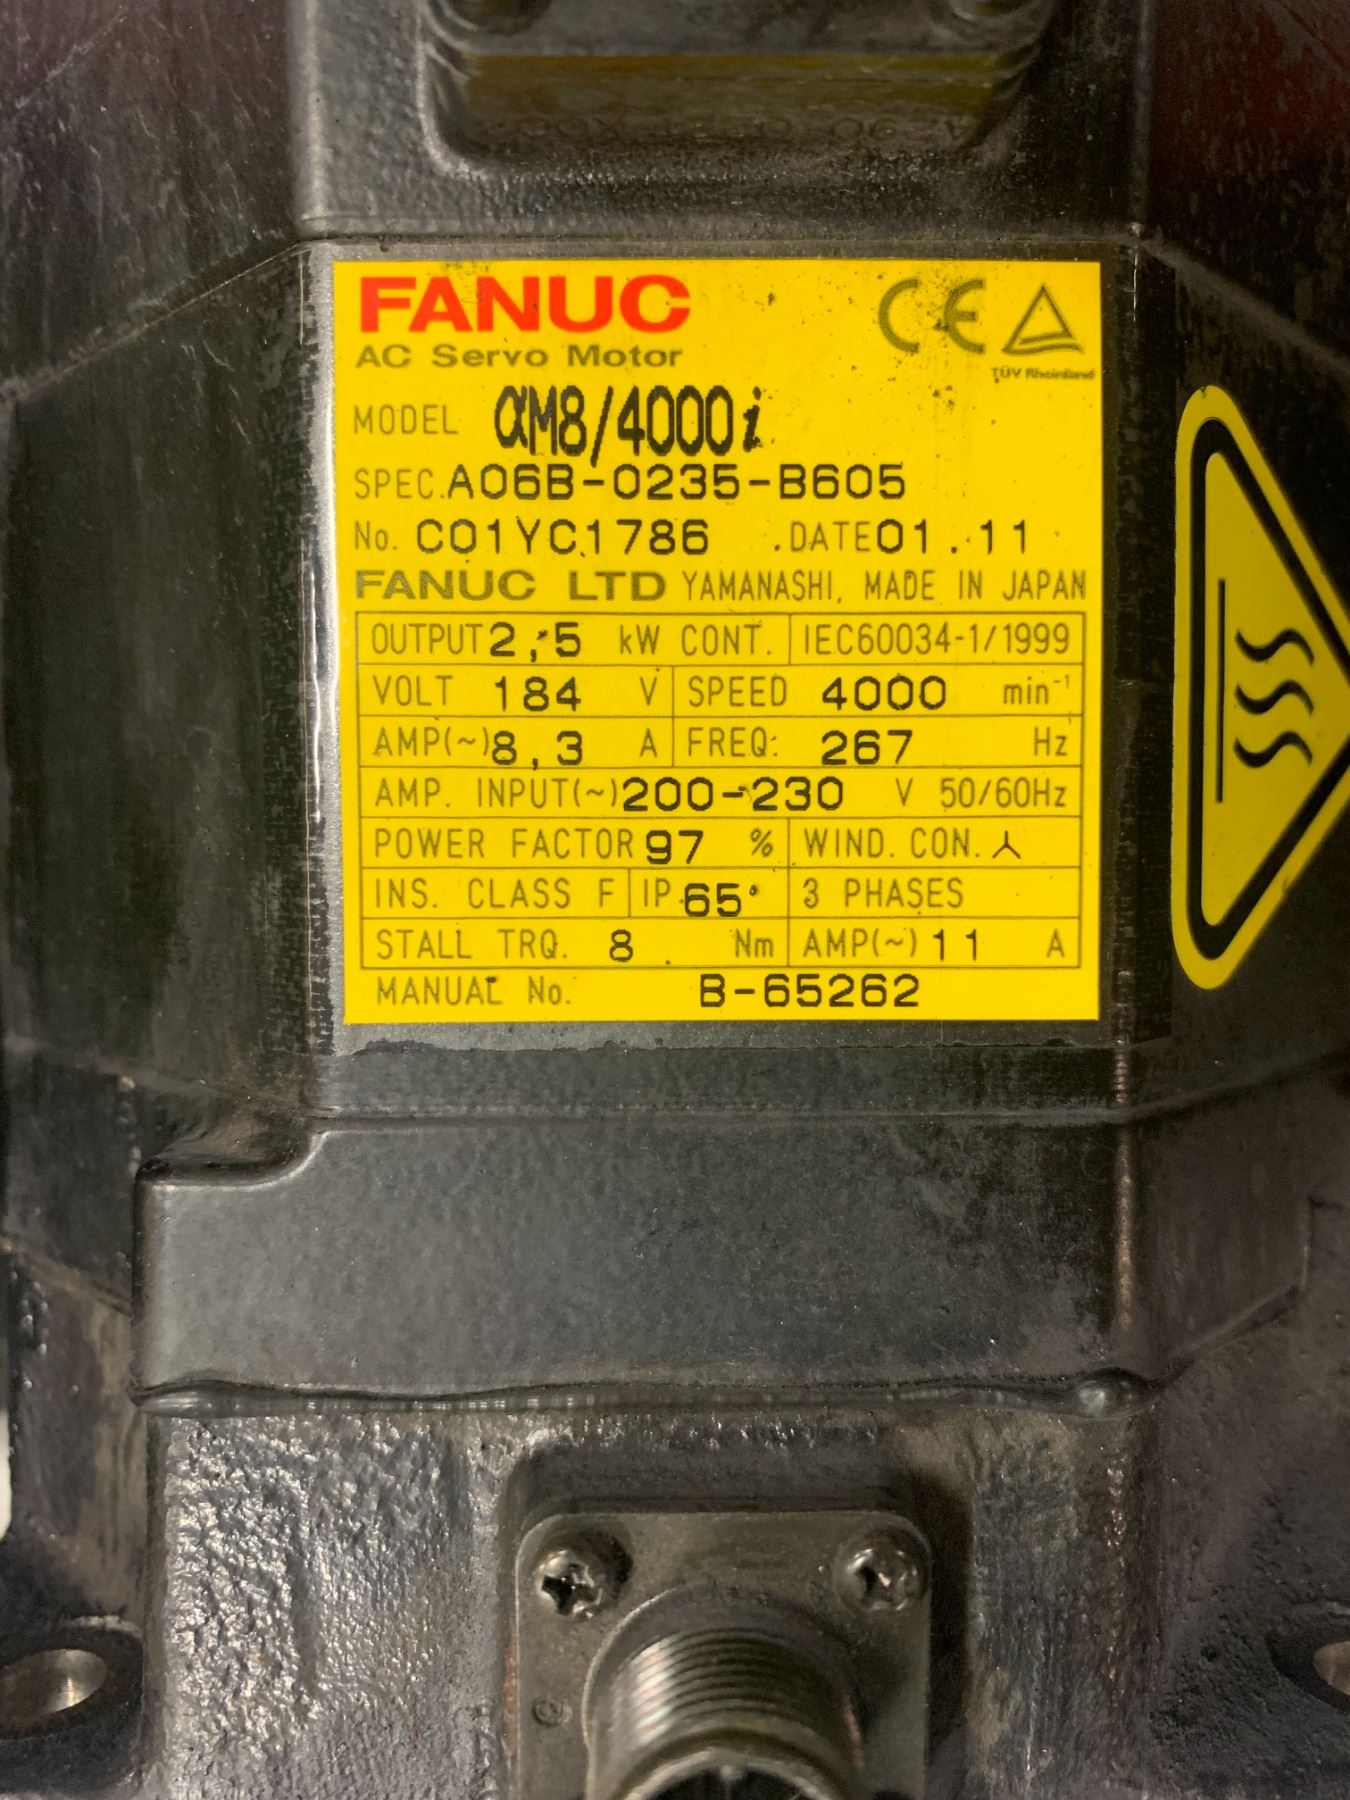 FANUC CE
AC Servo Motor TÜV Rheinland
MODEL αM8/4000i
SPEC. A06B-0235-B605
No. C01YC1786 DATE 01.11
FANUC LTD YAMANASHI, MADE IN JAPAN
OUTPUT 2,5 kW CONT. IEC60034-1/1999
VOLT 184 V SPEED 4000 min⁻¹
AMP(~) 8,3 A FREQ: 267 Hz
AMP. INPUT(~) 200-230 V 50/60Hz
POWER FACTOR 97 % WIND. CON.
INS. CLASS F IP 65 3 PHASES
STALL TRQ. 8 Nm AMP(~) 11 A
MANUAL No. B-65262